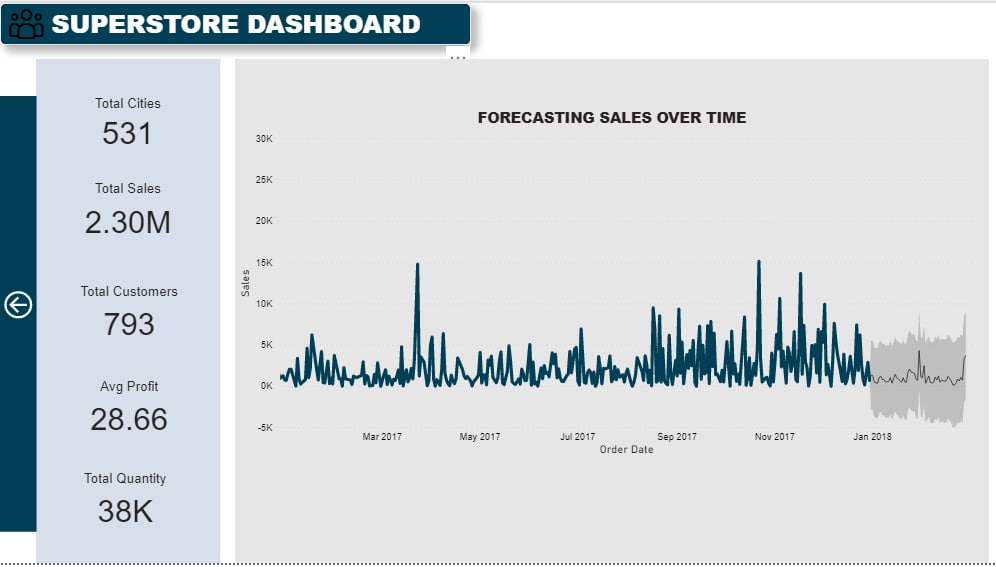 SUPERSTORE DASHBOARD
...
Total Cities
531
Total Sales
2.30M
Total Customers
793
Avg Profit
28.66
Total Quantity
38K
FORECASTING SALES OVER TIME
30K
25K
20K
15K
10K
5K
0K
-5K
Sales
Mar 2017 May 2017 Jul 2017 Sep 2017 Nov 2017 Jan 2018
Order Date